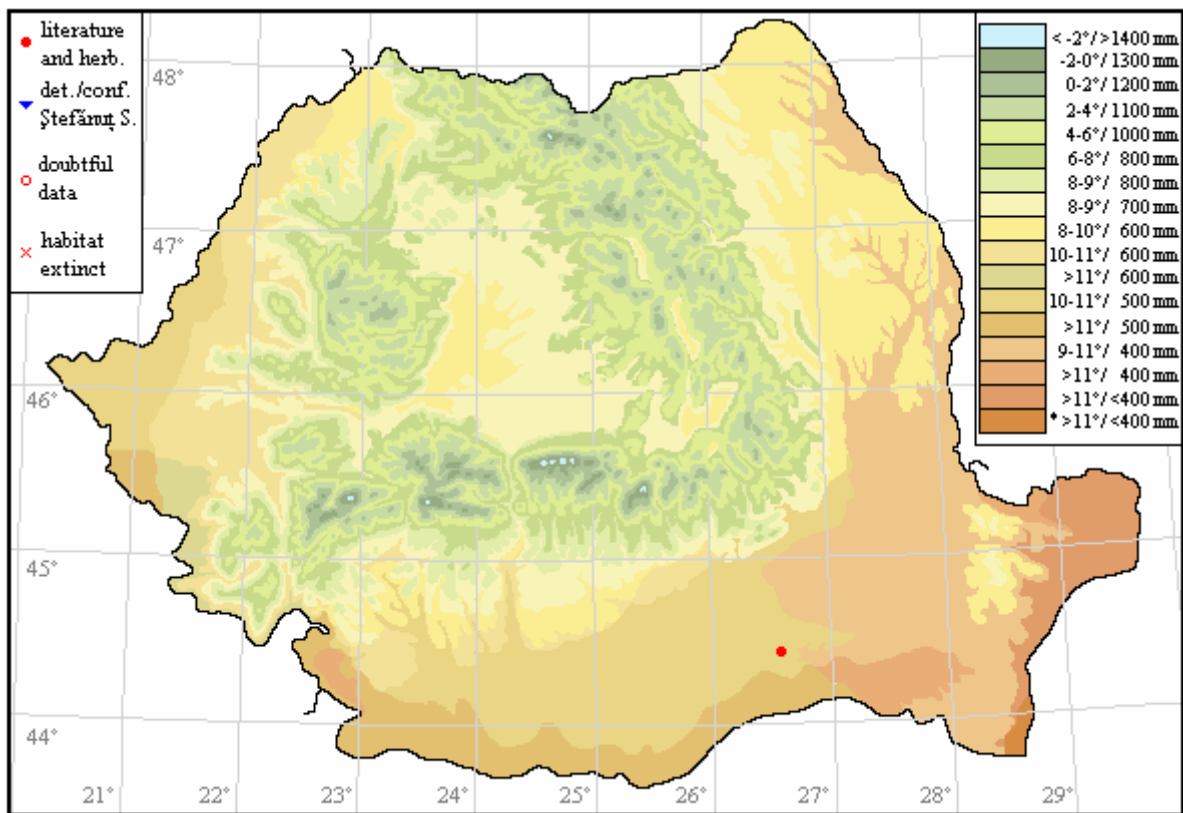 literature
and herb.
det./conf.
Ştefănuţ S.
doubtful
data
habitat
extinct
< -2°/>1400 mm
-2-0°/1300 mm
0-2°/1200 mm
2-4°/1100 mm
4-6°/1000 mm
6-8°/ 800 mm
8-9°/ 800 mm
8-9°/ 700 mm
8-10°/ 600 mm
10-11°/ 600 mm
>11°/ 600 mm
10-11°/ 500 mm
>11°/ 500 mm
9-11°/ 400 mm
>11°/ 400 mm
>11°/<400 mm
* >11°/<400 mm
48°
47°
46°
45°
44°
21°
22°
23°
24°
25°
26°
27°
28°
29°